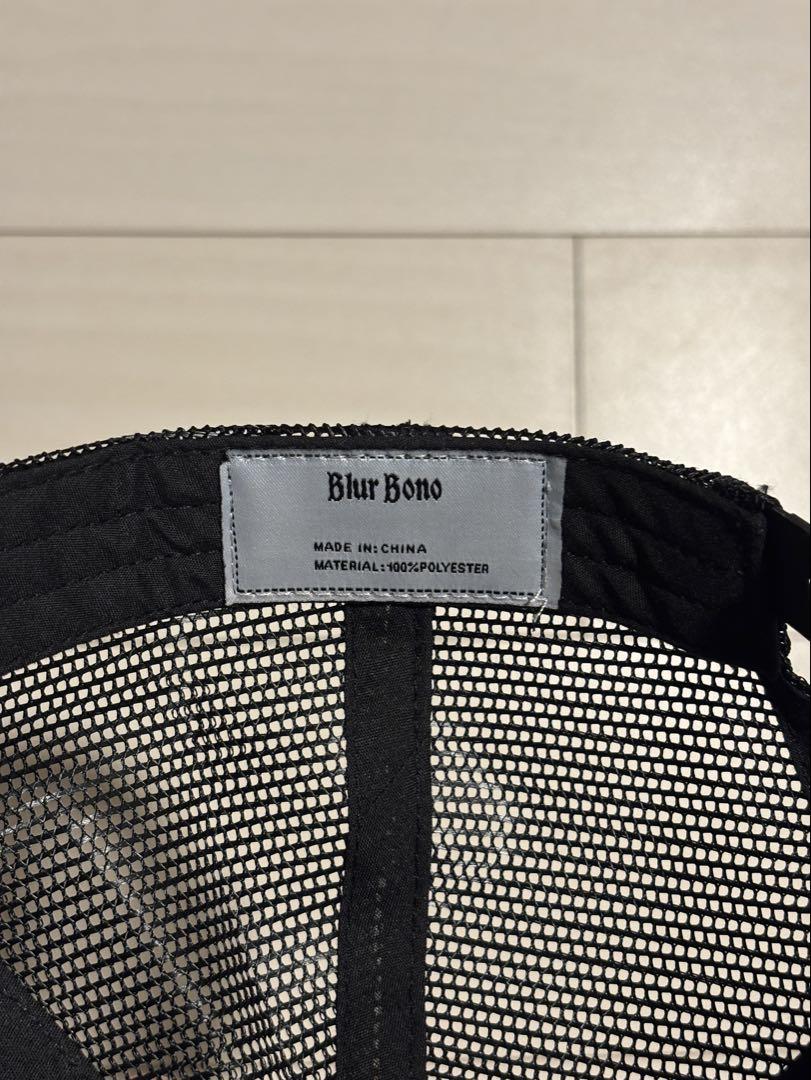 Blur Bono
MADE IN: CHINA
MATERIAL: 100%POLYESTER